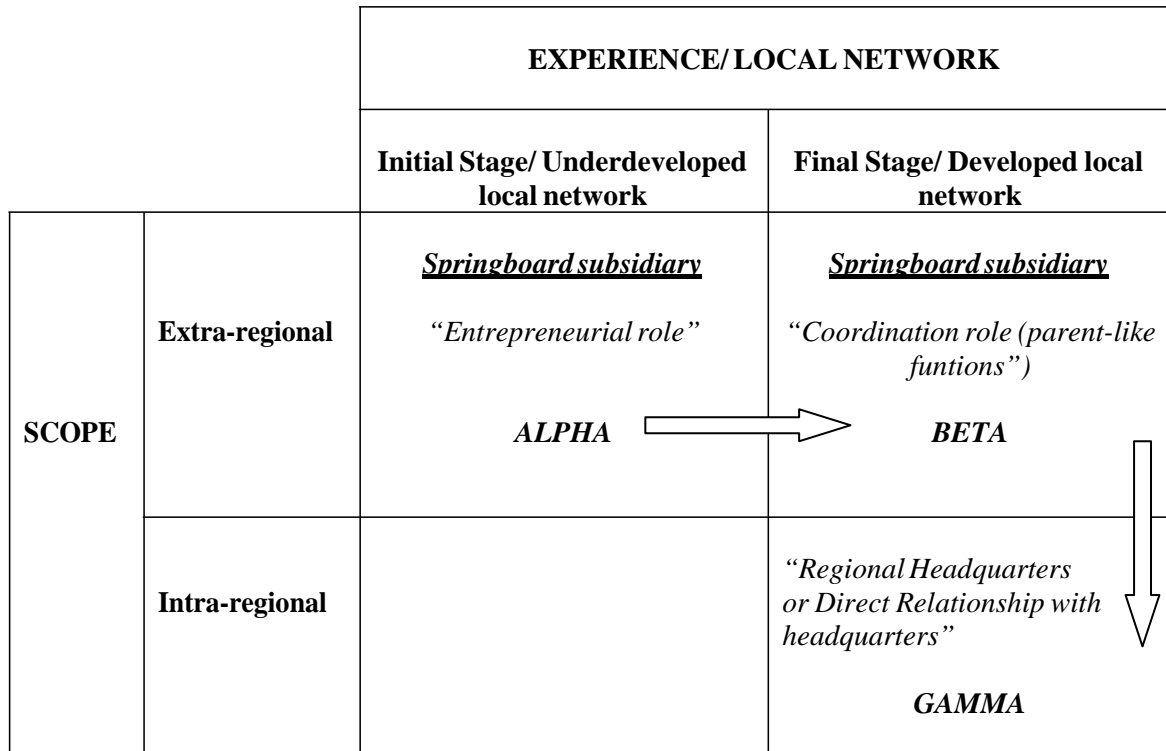 EXPERIENCE/ LOCAL NETWORK
Initial Stage/ Underdeveloped
local network
Final Stage/ Developed local
network
SCOPE
Extra-regional
Springboard subsidiary
“Entrepreneurial role”
ALPHA
Springboard subsidiary
“Coordination role (parent-like
funtions”)
BETA
Intra-regional
“Regional Headquarters
or Direct Relationship with
headquarters”
GAMMA